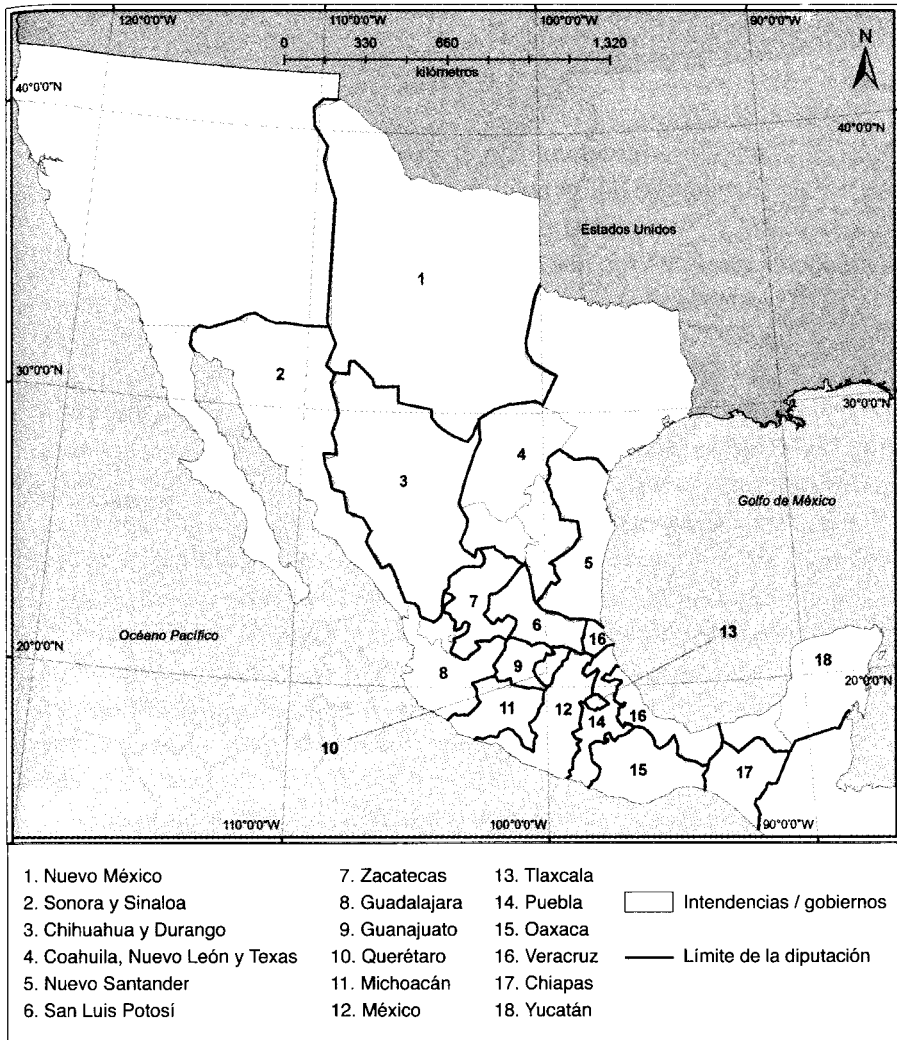 120°0'0"W
110°0'0"W
100°0'0"W
90°0'0"W
0 330 660 1,320
kilómetros
N
40°0'0"N
40°0'0"N
Estados Unidos
1
2
30°0'0"N
30°0'0"N
3
4
Golfo de México
5
7
6
Océano Pacífico
16
13
18
20°0'0"N
20°0'0"N
8
9
11
12
14
16
10
15
17
110°0'0"W
100°0'0"W
90°0'0"W
1. Nuevo México
2. Sonora y Sinaloa
3. Chihuahua y Durango
4. Coahuila, Nuevo León y Texas
5. Nuevo Santander
6. San Luis Potosí
7. Zacatecas
8. Guadalajara
9. Guanajuato
10. Querétaro
11. Michoacán
12. México
13. Tlaxcala
14. Puebla
15. Oaxaca
16. Veracruz
17. Chiapas
18. Yucatán
Intendencias / gobiernos
Límite de la diputación